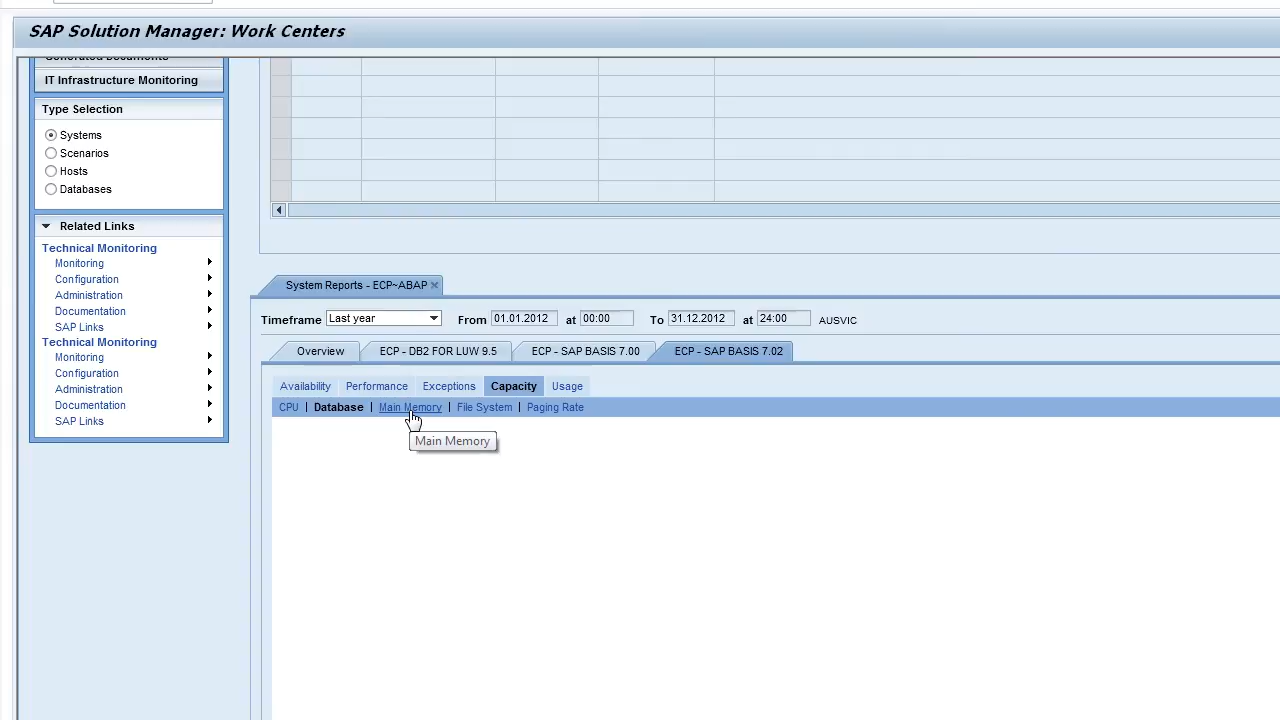 SAP Solution Manager: Work Centers
Generated Documents
IT Infrastructure Monitoring
Type Selection
Systems
Scenarios
Hosts
Databases
Related Links
Technical Monitoring
Monitoring
Configuration
Administration
Documentation
SAP Links
Technical Monitoring
Monitoring
Configuration
Administration
Documentation
SAP Links
System Reports - ECP~ABAP
Timeframe Last year From 01.01.2012 at 00:00 To 31.12.2012 at 24:00 AUSVIC
Overview ECP - DB2 FOR LUW 9.5 ECP - SAP BASIS 7.00 ECP - SAP BASIS 7.02
Availability Performance Exceptions Capacity Usage
CPU | Database | Main Memory | File System | Paging Rate
Main Memory